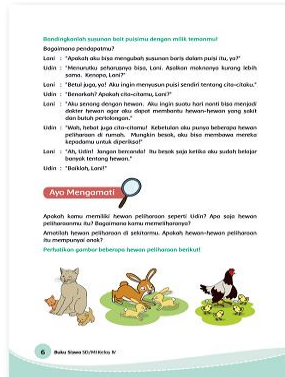 Bandingkanlah susunan bait puisimu dengan milik temanmu!
Bagaimana pendapatmu?
Lani : "Apakah aku bisa mengubah susunan baris dalam puisi itu, ya?"
Udin : "Menurutku seharusnya bisa, Lani. Asalkan maknanya kurang lebih
sama. Kenapa, Lani?"
Lani : "Betul juga, ya! Aku ingin menyusun puisi sendiri tentang cita-citaku."
Udin : "Benarkah? Apakah cita-citamu, Lani?"
Lani : "Aku senang dengan hewan. Aku ingin suatu hari nanti bisa menjadi
dokter hewan agar aku dapat membantu hewan-hewan yang sakit
dan butuh pertolongan."
Udin : "Wah, hebat juga cita-citamu! Kebetulan aku punya beberapa hewan
peliharaan di rumah. Mungkin besok, aku bisa membawa mereka
kepadamu untuk diperiksa!"
Lani : "Ah, Udin! Jangan bercanda! Itu besok saja ketika aku sudah belajar
banyak tentang hewan."
Udin : "Baiklah, Lani!"
Ayo Mengamati
Apakah kamu memiliki hewan peliharaan seperti Udin? Apa saja hewan
peliharaanmu itu? Bagaimana kamu memeliharanya?
Amatilah hewan peliharaan di sekitarmu. Apakah hewan-hewan peliharaan
itu mempunyai anak?
Perhatikan gambar beberapa hewan peliharaan berikut!
6 Buku Siswa SD/MI Kelas IV